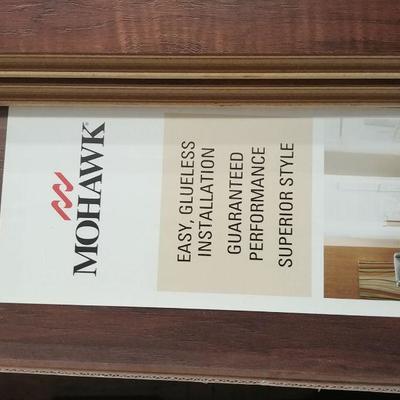 MOHAWK®
EASY, GLUELESS
INSTALLATION
GUARANTEED
PERFORMANCE
SUPERIOR STYLE